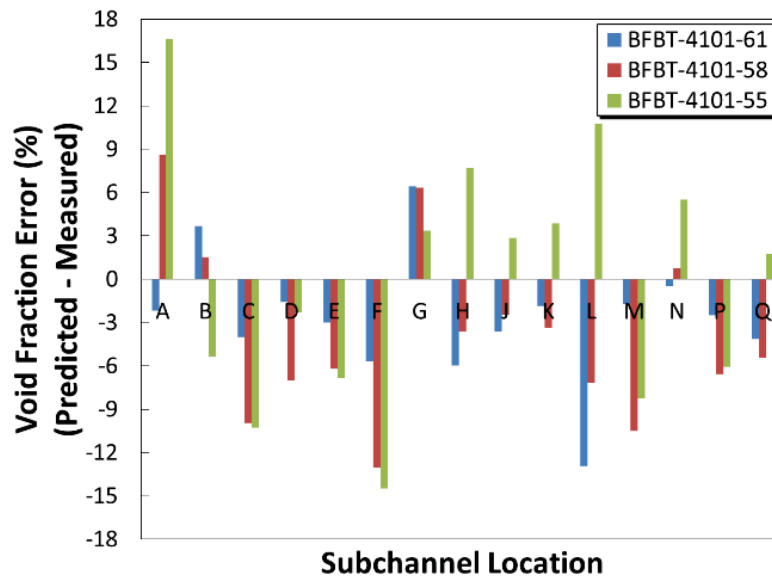 18
15
12
9
6
3
0
-3
-6
-9
-12
-15
-18
Void Fraction Error (%)
(Predicted - Measured)
BFBT-4101-61
BFBT-4101-58
BFBT-4101-55
A B C D E F G H J K L M N P Q
Subchannel Location